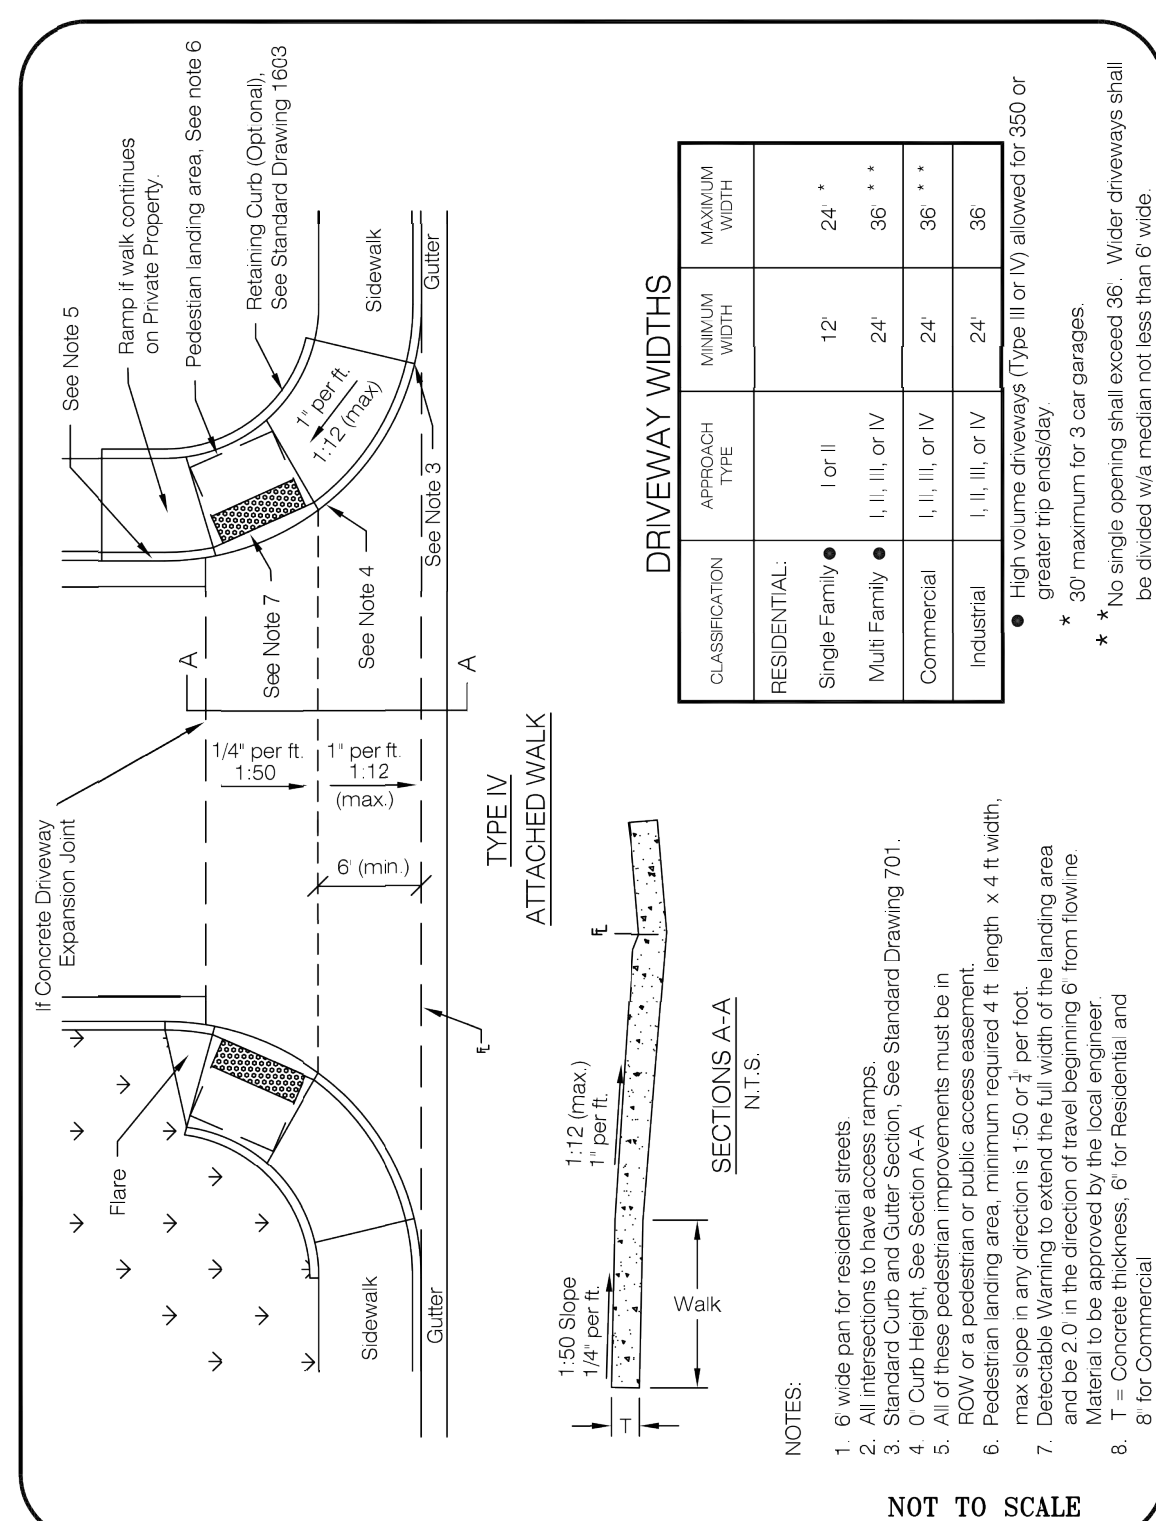 If Concrete Driveway
Expansion Joint
See Note 5
Ramp if walk continues
on Private Property.
Pedestian landing area, See note 6
Retaining Curb (Optional),
See Standard Drawing 1603
Flare
A
See Note 7
1/4" per ft.
1:50
1" per ft.
1:12 (max)
See Note 4
1" per ft.
1:12
(max.)
6' (min.)
Sidewalk
Sidewalk
See Note 3
Gutter
Gutter
A
FL
TYPE IV
ATTACHED WALK
1:50 Slope
1/4" per ft.
1:12 (max.)
1" per ft.
FL
T
Walk
SECTIONS A-A
N.T.S.
DRIVEWAY WIDTHS
CLASSIFICATION
APPROACH
TYPE
MINIMUM
WIDTH
MAXIMUM
WIDTH
RESIDENTIAL:
Single Family ● I or II 12' 24' *
Multi Family ● I, II, III, or IV 24' 36' * *
Commercial I, II, III, or IV 24' 36' * *
Industrial I, II, III, or IV 24' 36'
● High volume driveways (Type III or IV) allowed for 350 or
greater trip ends/day.
* 30' maximum for 3 car garages.
* * No single opening shall exceed 36'. Wider driveways shall
be divided w/a median not less than 6' wide.
NOTES:
1. 6' wide pan for residential streets.
2. All intersections to have access ramps.
3. Standard Curb and Gutter Section, See Standard Drawing 701.
4. 0" Curb Height, See Section A-A
5. All of these pedestrian improvements must be in
ROW or a pedestrian or public access easement.
6. Pedestrian landing area, minimum required 4 ft length x 4 ft width,
max slope in any direction is 1:50 or 1/4" per foot.
7. Detectable Warning to extend the full width of the landing area
and be 2.0' in the direction of travel beginning 6" from flowline.
Material to be approved by the local engineer.
8. T = Concrete thickness, 6" for Residential and
8" for Commercial
NOT TO SCALE